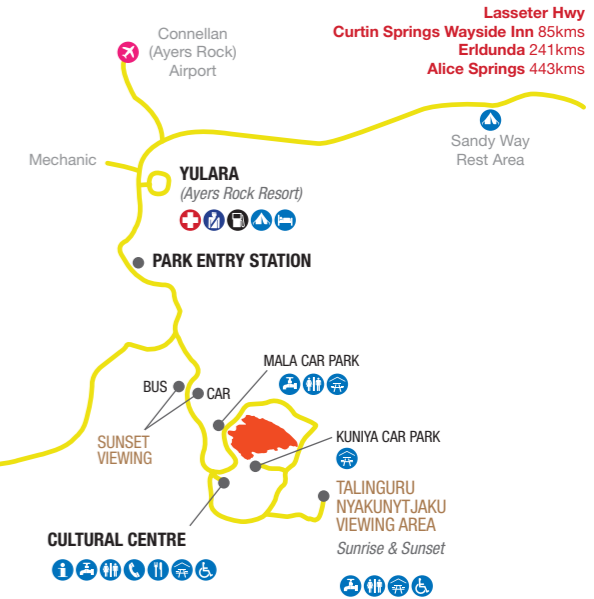 Lasseter Hwy
Curtin Springs Wayside Inn 85kms
Erldunda 241kms
Alice Springs 443kms
Connellan
(Ayers Rock)
Airport
Sandy Way
Rest Area
Mechanic
YULARA
(Ayers Rock Resort)
PARK ENTRY STATION
MALA CAR PARK
BUS
CAR
SUNSET
VIEWING
KUNIYA CAR PARK
TALINGURU
NYAKUNYTJAKU
VIEWING AREA
Sunrise & Sunset
CULTURAL CENTRE